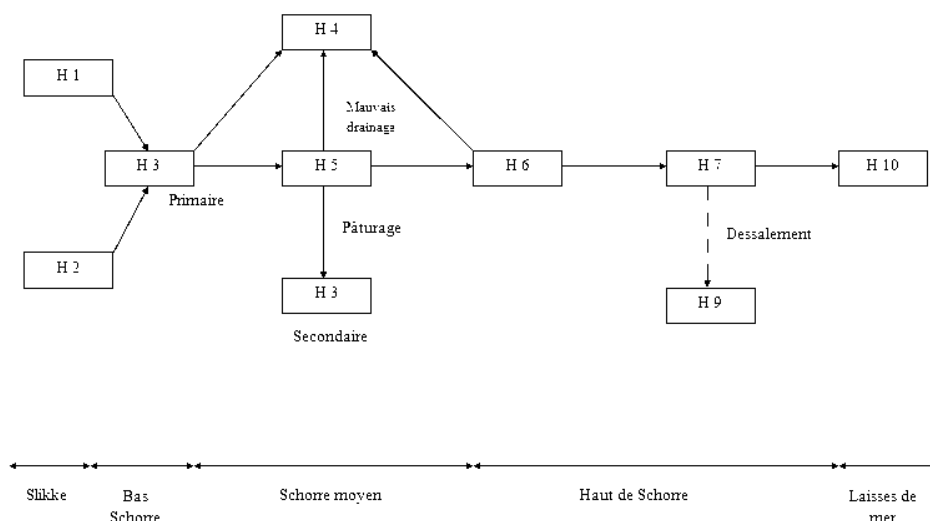 H 4
H 1
Mauvais
drainage
H 3
H 5
H 6
H 7
H 10
Primaire
Pâturage
Dessalement
H 2
H 3
H 9
Secondaire
Slikke
Bas
Schorre
Schorre moyen
Haut de Schorre
Laisses de
mer